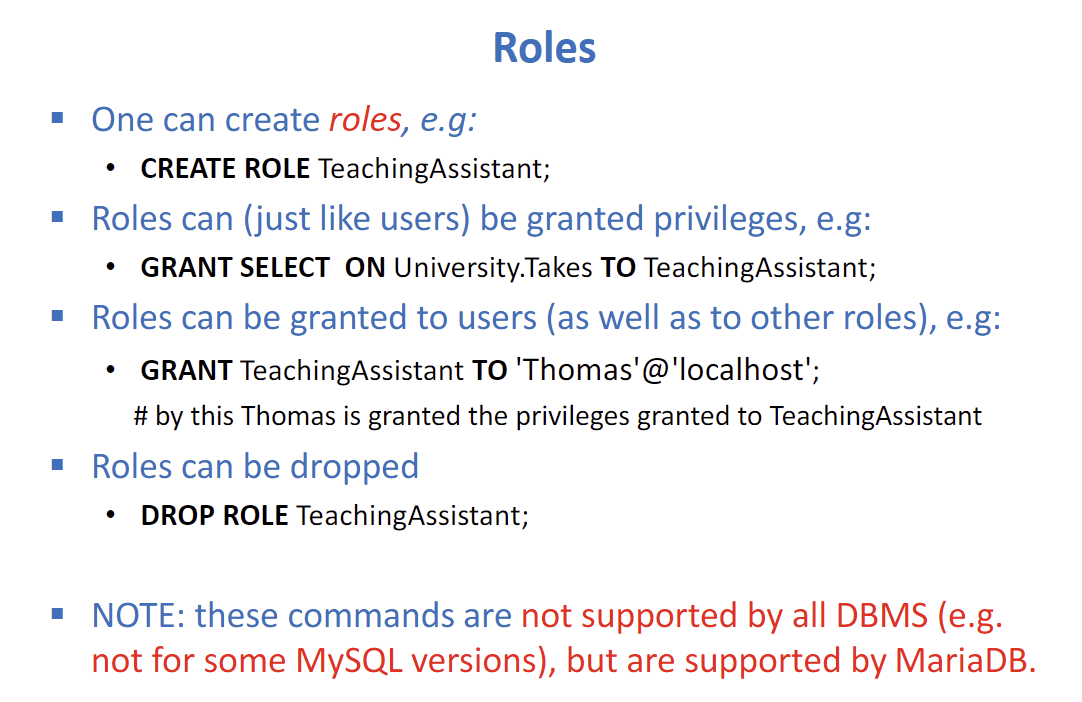 Roles
▪ One can create roles, e.g:
• CREATE ROLE TeachingAssistant;
▪ Roles can (just like users) be granted privileges, e.g:
• GRANT SELECT  ON University.Takes TO TeachingAssistant;
▪ Roles can be granted to users (as well as to other roles), e.g:
• GRANT TeachingAssistant TO 'Thomas'@'localhost';
# by this Thomas is granted the privileges granted to TeachingAssistant
▪ Roles can be dropped
• DROP ROLE TeachingAssistant;
▪ NOTE: these commands are not supported by all DBMS (e.g.
not for some MySQL versions), but are supported by MariaDB.